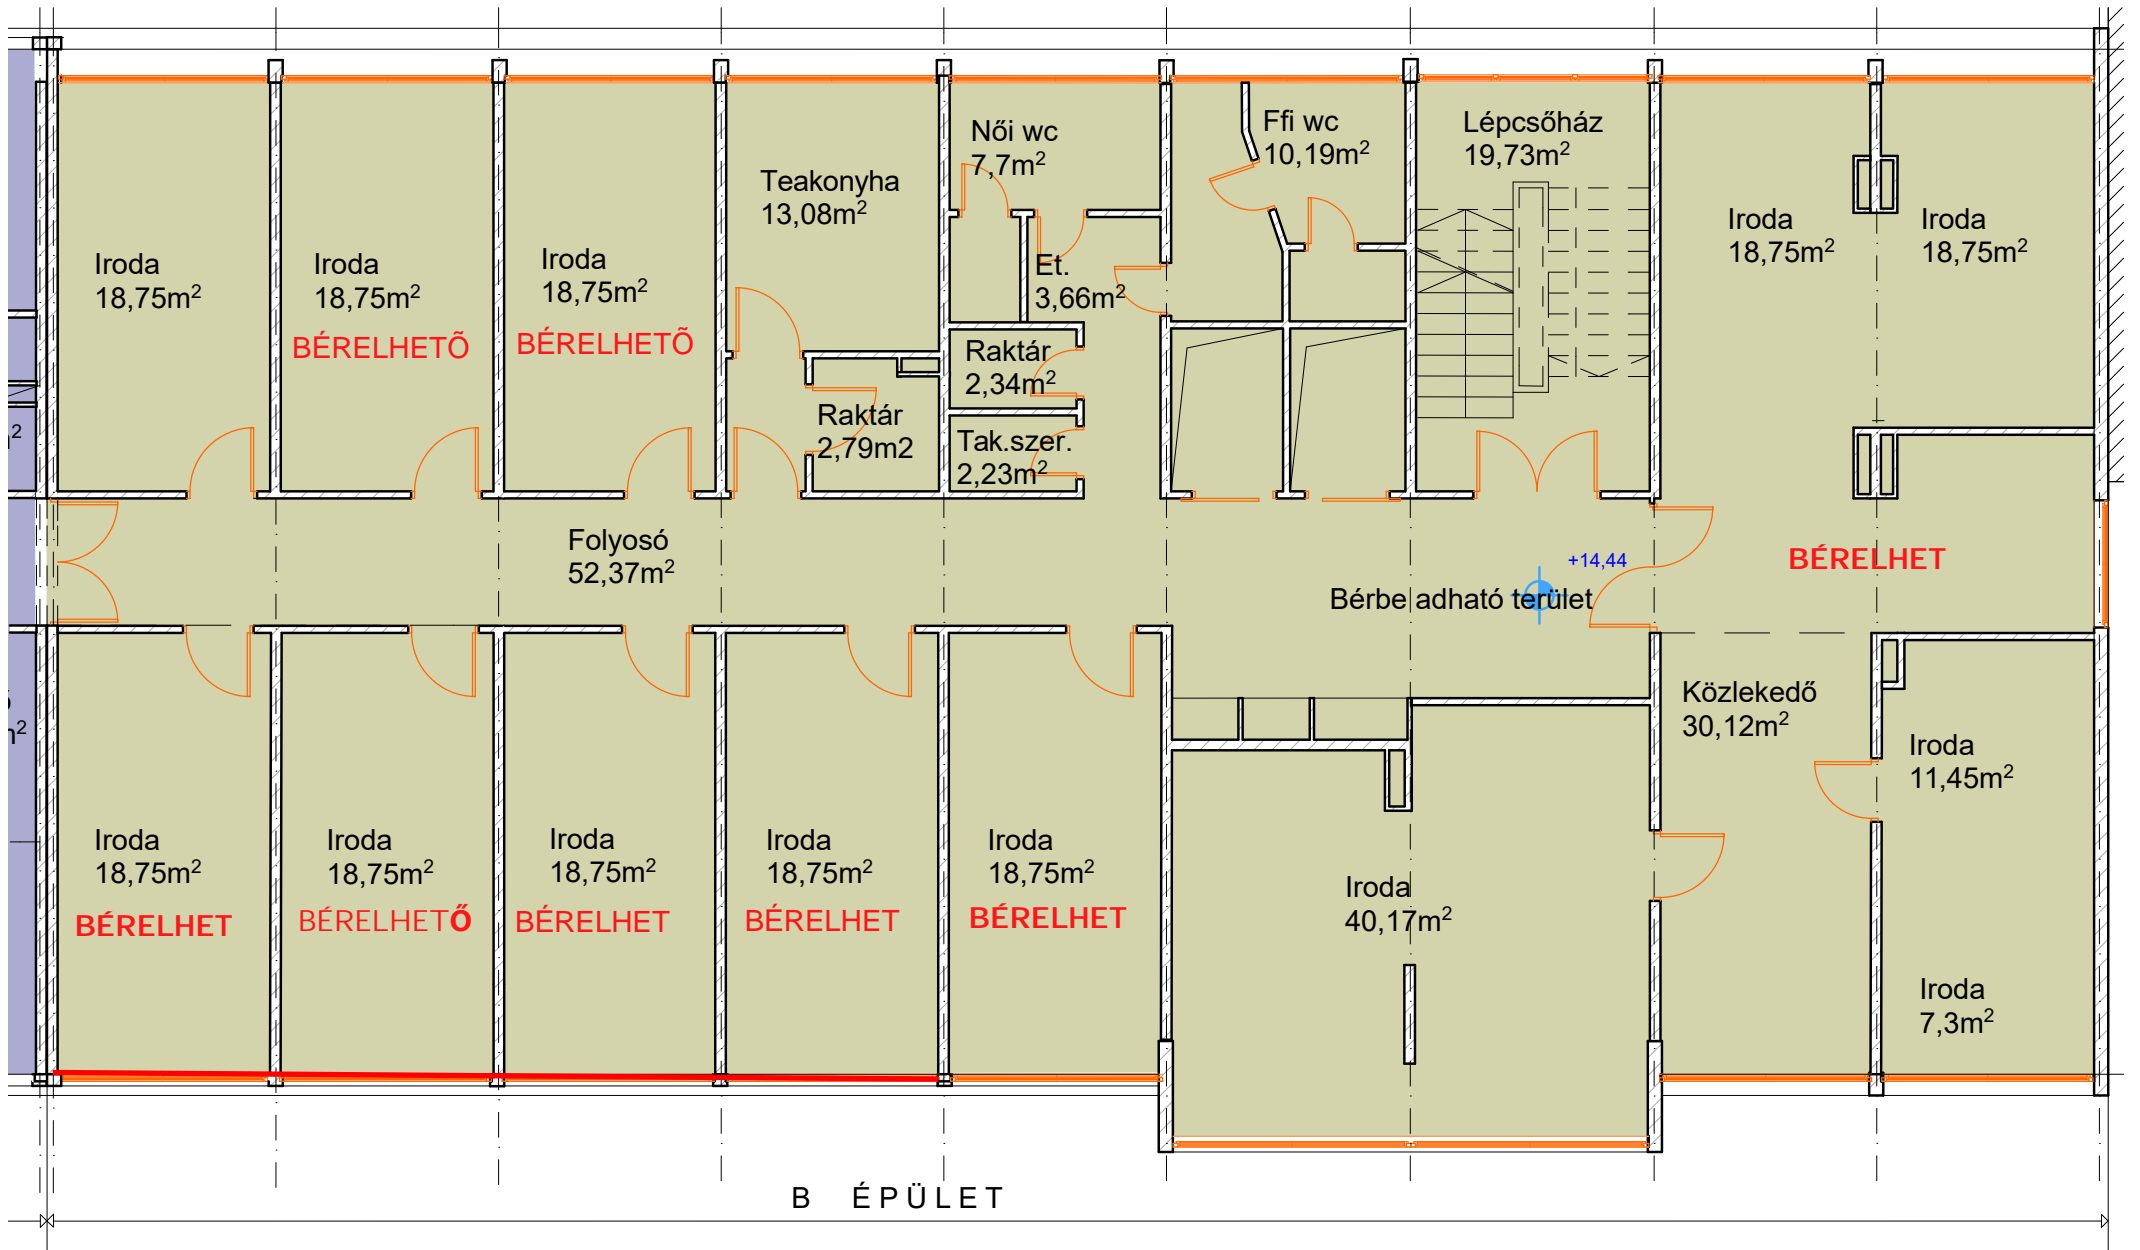 Női wc
7,7m²
Ffi wc
10,19m²
Lépcsőház
19,73m²
Teakonyha
13,08m²
Iroda
18,75m²
Iroda
18,75m²
Iroda
18,75m²
BÉRELHETÕ
Iroda
18,75m²
BÉRELHETÕ
Et.
3,66m²
Iroda
18,75m²
Raktár
2,34m²
Raktár
2,79m2
Tak.szer.
2,23m²
m²
Folyosó
52,37m²
+14,44
Bérbe adható terület
BÉRELHET
Közlekedő
30,12m²
m²
Iroda
11,45m²
Iroda
18,75m²
BÉRELHET
Iroda
18,75m²
BÉRELHETŐ
Iroda
18,75m²
BÉRELHET
Iroda
18,75m²
BÉRELHET
Iroda
18,75m²
BÉRELHET
Iroda
40,17m²
Iroda
7,3m²
B ÉPÜLET